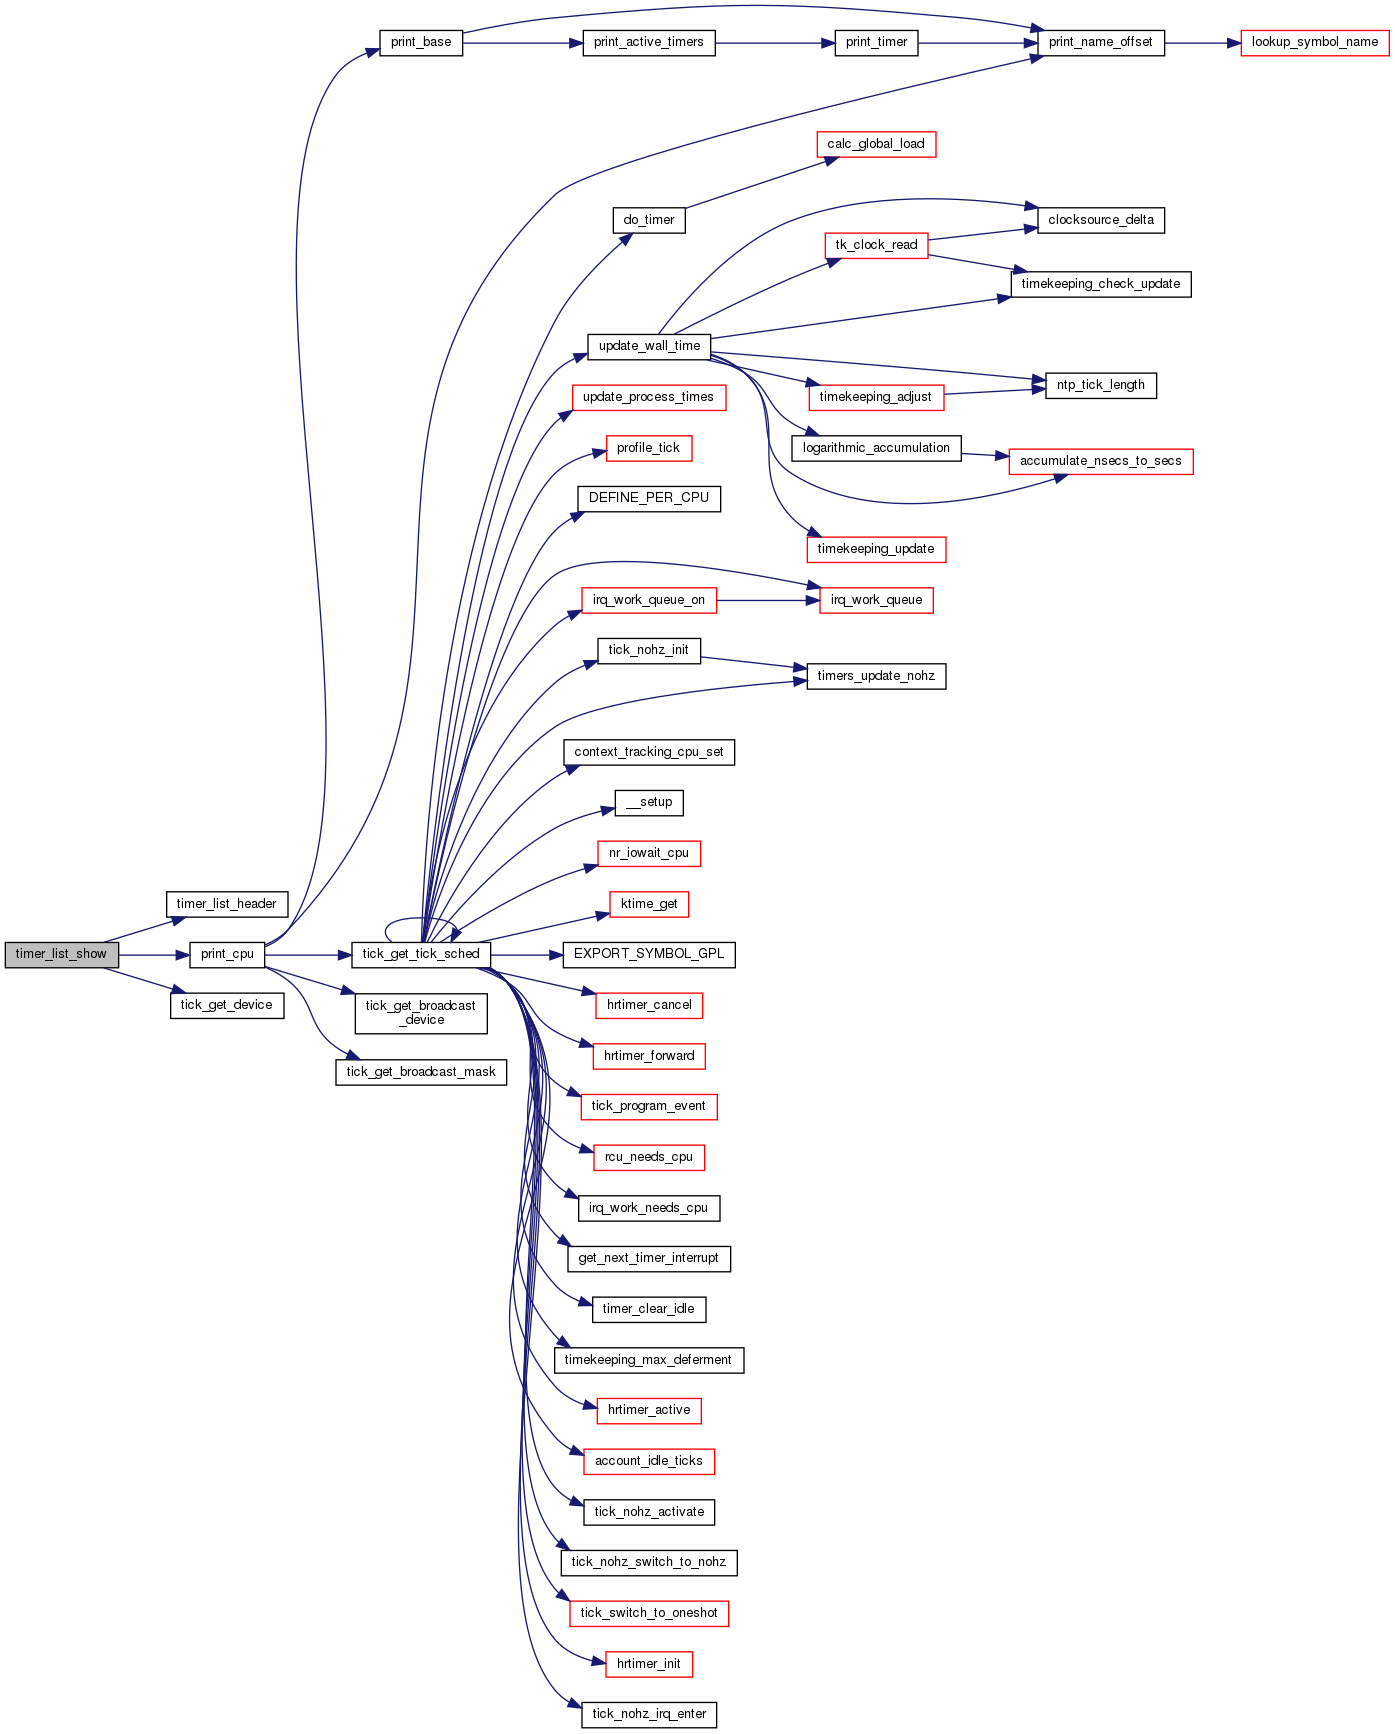 print_base
print_active_timers
print_timer
print_name_offset
lookup_symbol_name
calc_global_load
do_timer
clocksource_delta
tk_clock_read
timekeeping_check_update
update_wall_time
ntp_tick_length
update_process_times
timekeeping_adjust
profile_tick
logarithmic_accumulation
accumulate_nsecs_to_secs
DEFINE_PER_CPU
timekeeping_update
irq_work_queue_on
irq_work_queue
tick_nohz_init
timers_update_nohz
context_tracking_cpu_set
__setup
nr_iowait_cpu
timer_list_header
ktime_get
timer_list_show
print_cpu
tick_get_tick_sched
EXPORT_SYMBOL_GPL
tick_get_device
tick_get_broadcast
_device
hrtimer_cancel
hrtimer_forward
tick_get_broadcast_mask
tick_program_event
rcu_needs_cpu
irq_work_needs_cpu
get_next_timer_interrupt
timer_clear_idle
timekeeping_max_deferment
hrtimer_active
account_idle_ticks
tick_nohz_activate
tick_nohz_switch_to_nohz
tick_switch_to_oneshot
hrtimer_init
tick_nohz_irq_enter